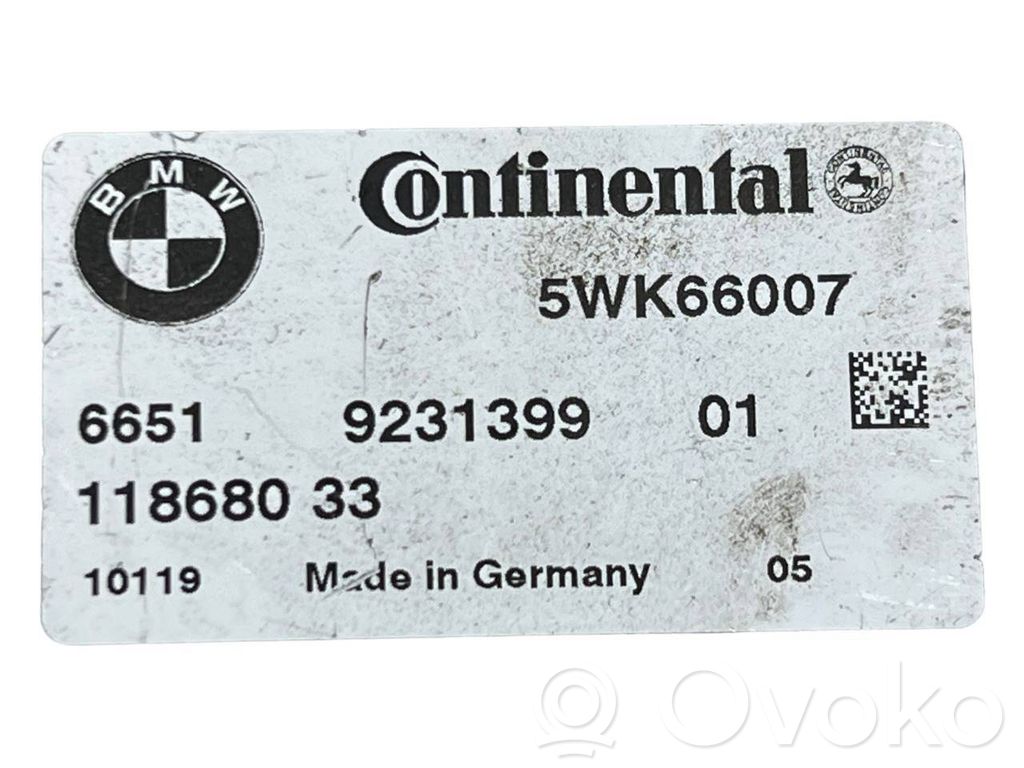 BMW
Continental
5WK66007
6651 9231399 01
118680 33
10119 Made in Germany 05
Ovoko